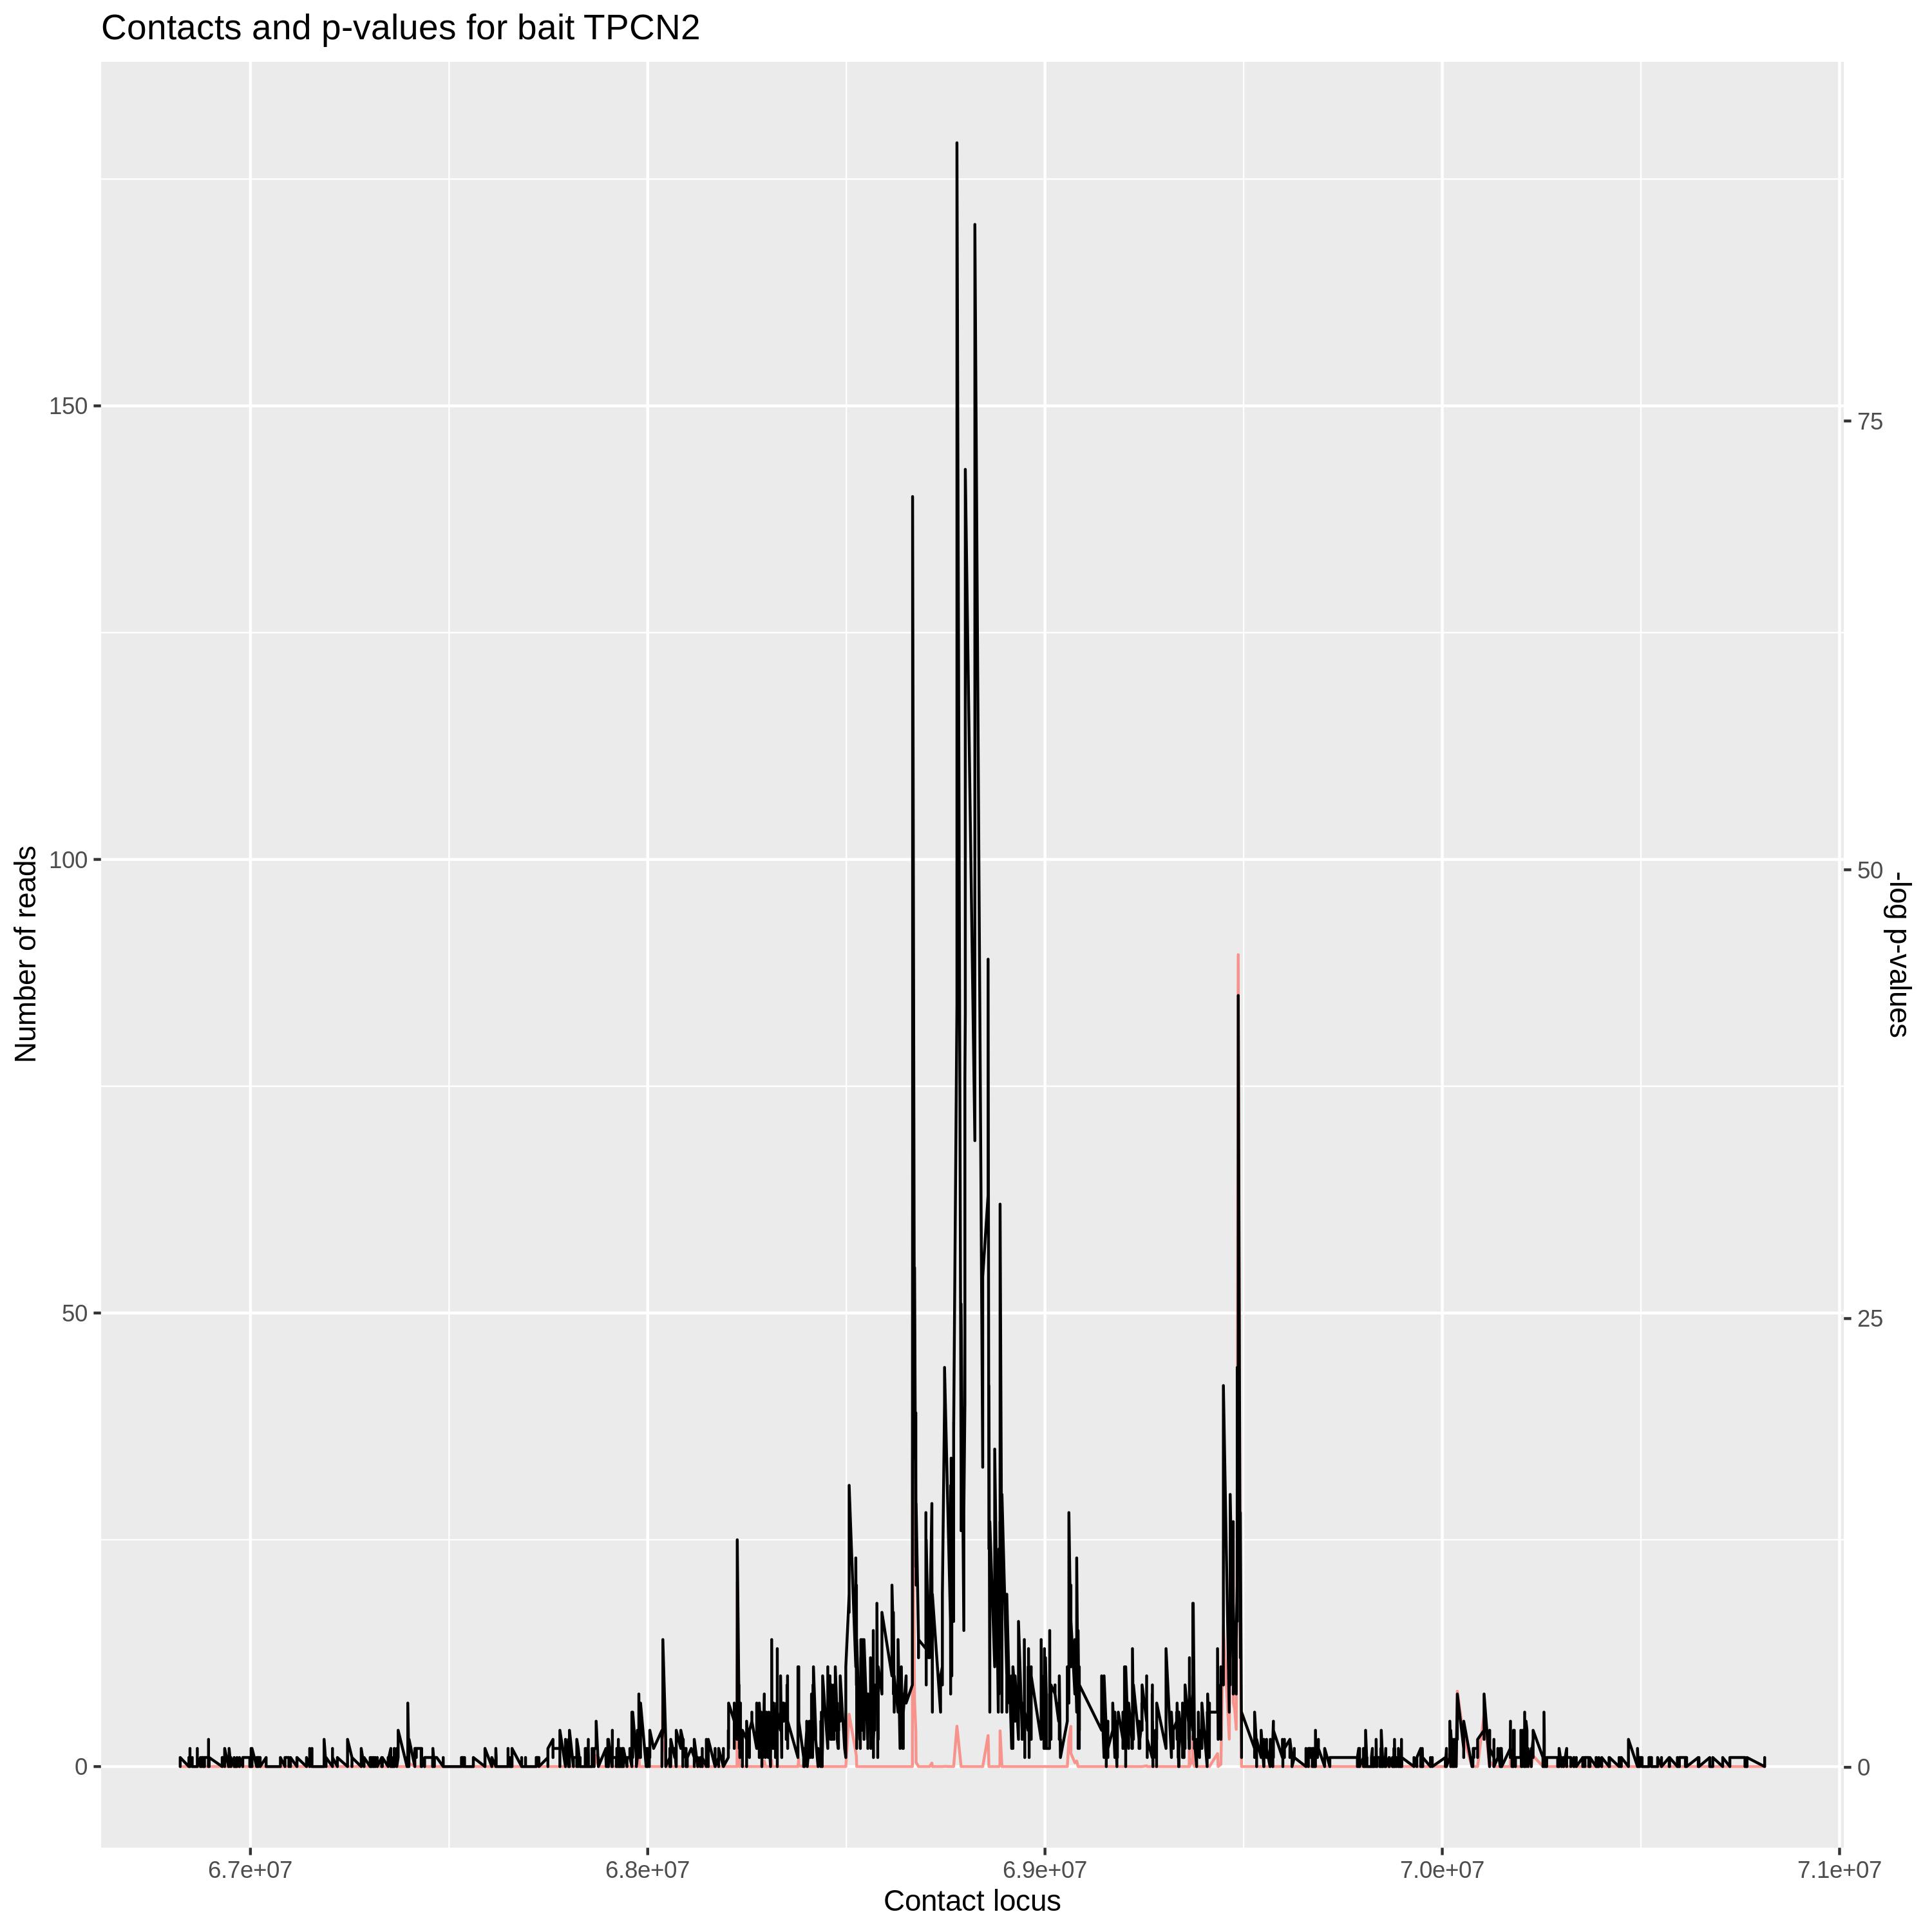 Contacts and p-values for bait TPCN2
150
100
50
0
Number of reads
75
50
25
0
-log p-values
6.7e+07 6.8e+07 6.9e+07 7.0e+07 7.1e+07
Contact locus